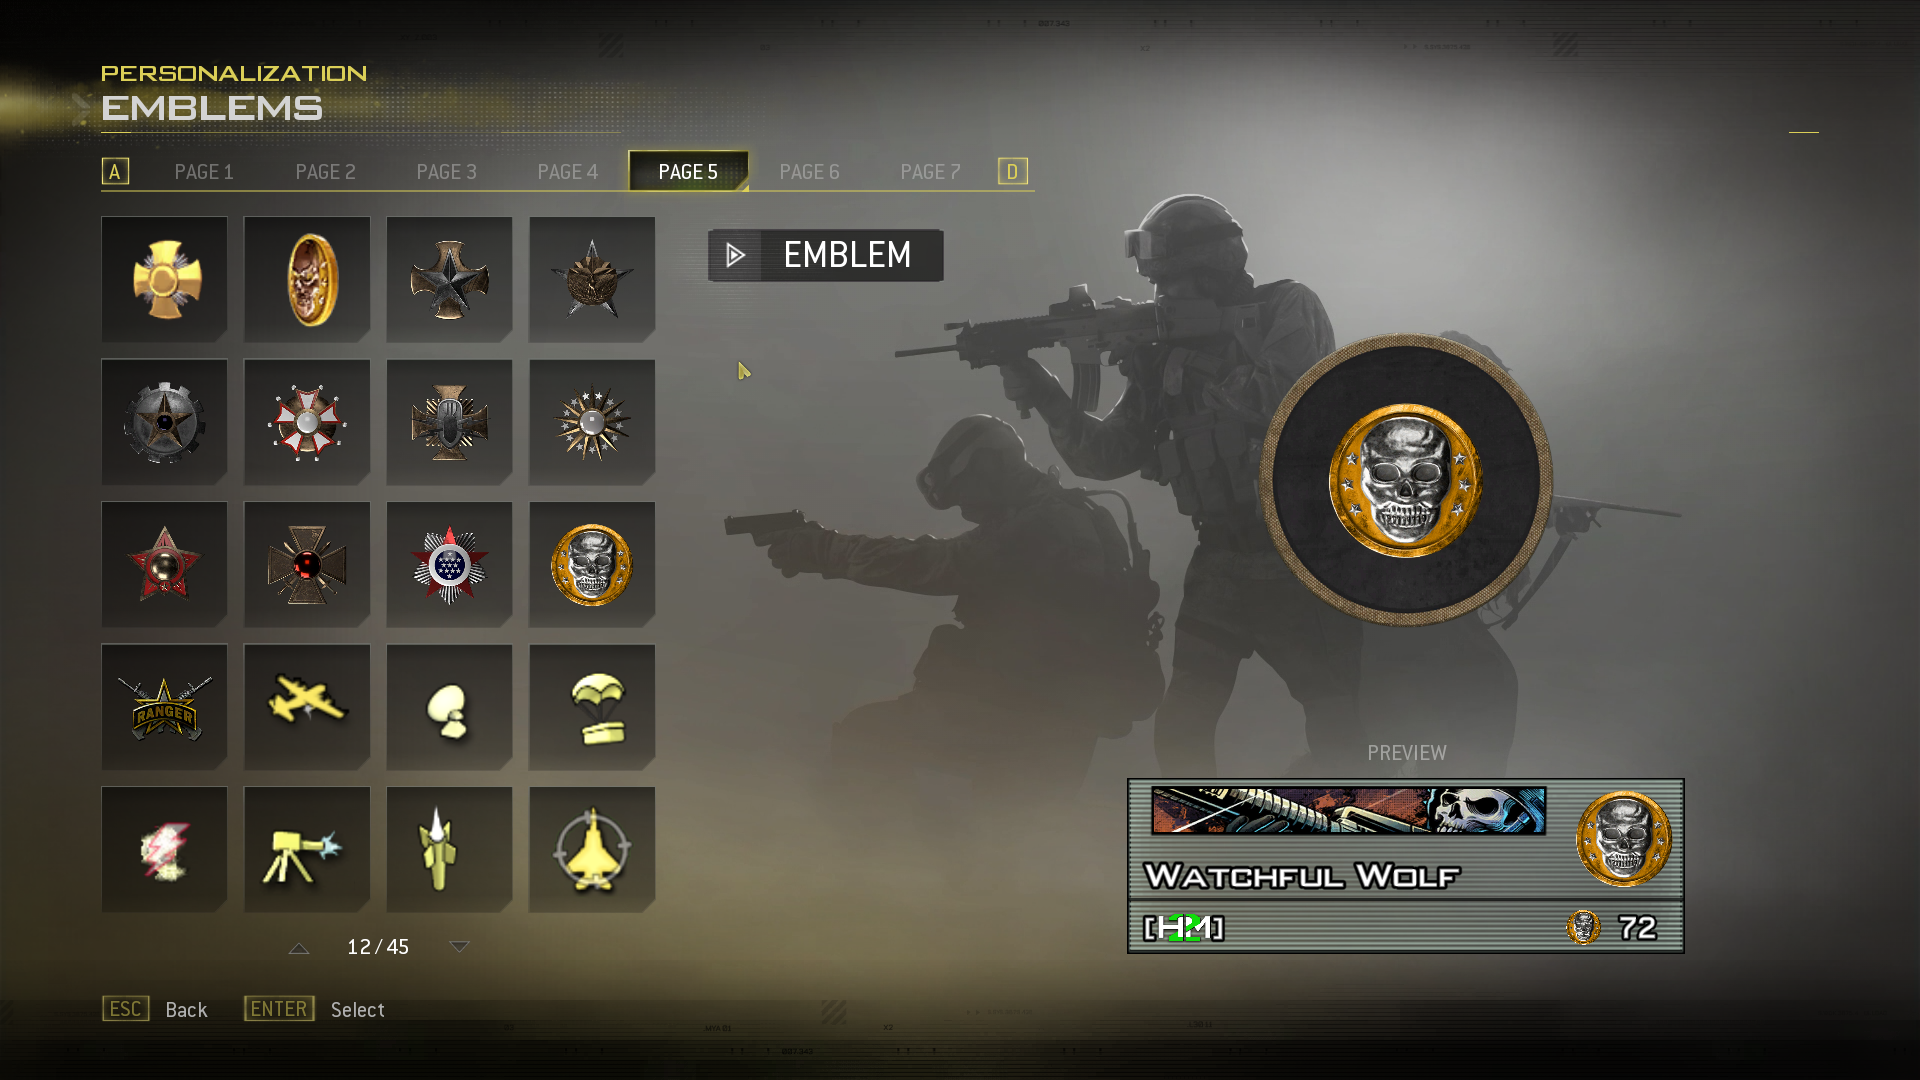 PERSONALIZATION
EMBLEMS
A PAGE 1 PAGE 2 PAGE 3 PAGE 4 PAGE 5 PAGE 6 PAGE 7 D
EMBLEM
RANGER
PREVIEW
WATCHFUL WOLF
[H2M] 72
12/45
ESC Back ENTER Select